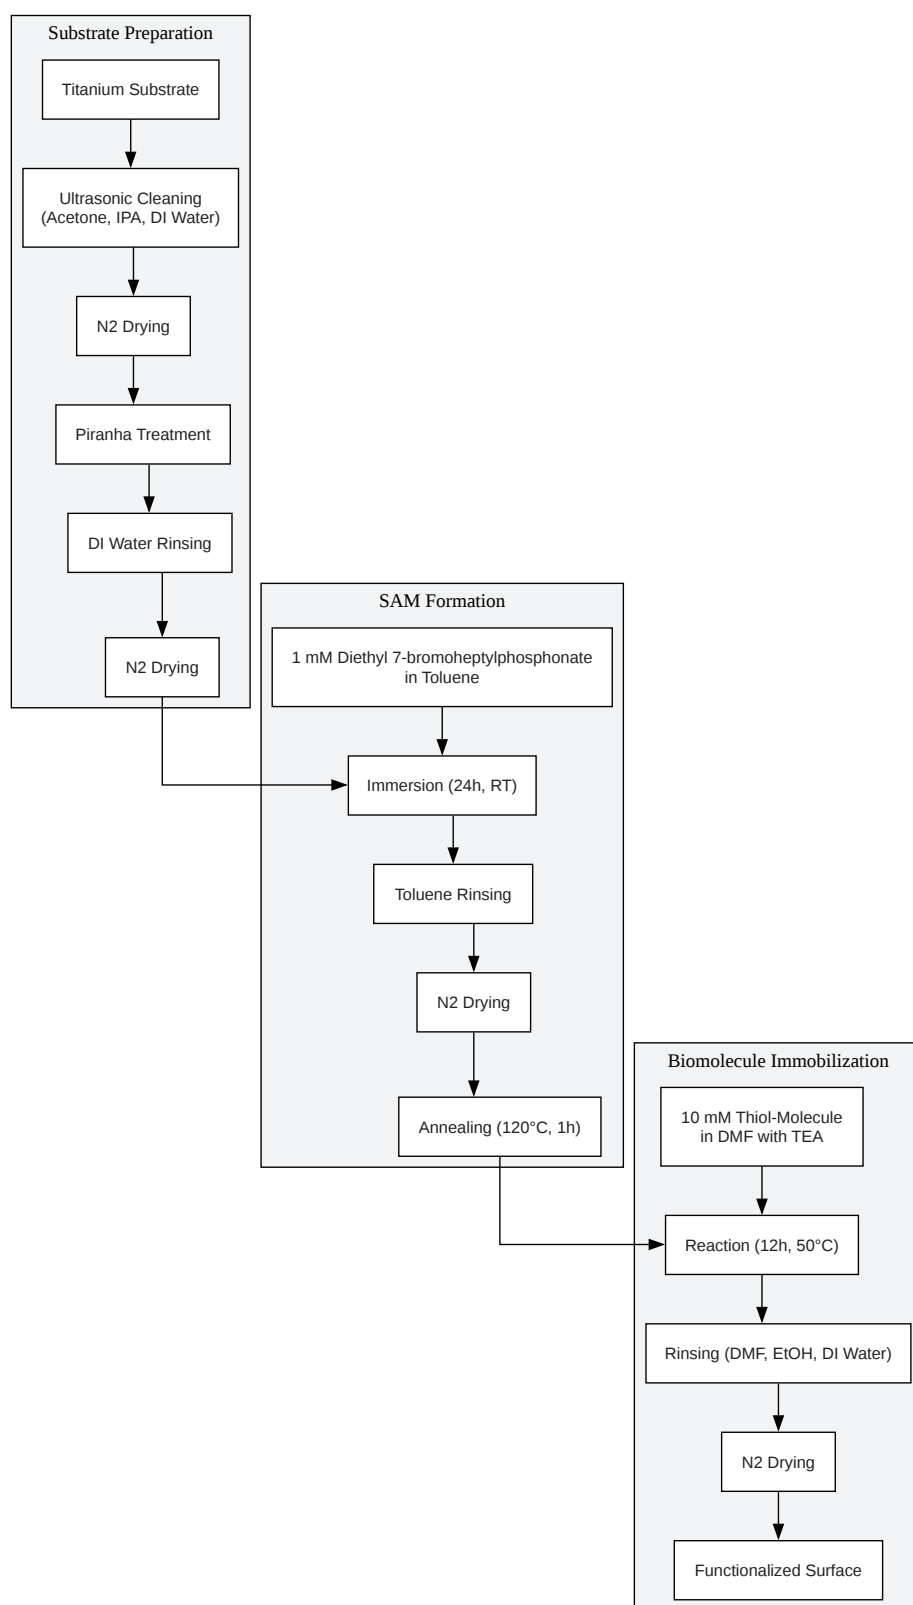 Substrate Preparation
Titanium Substrate
Ultrasonic Cleaning
(Acetone, IPA, DI Water)
N2 Drying
Piranha Treatment
DI Water Rinsing
N2 Drying
SAM Formation
1 mM Diethyl 7-bromoheptylphosphonate
in Toluene
Immersion (24h, RT)
Toluene Rinsing
N2 Drying
Annealing (120°C, 1h)
Biomolecule Immobilization
10 mM Thiol-Molecule
in DMF with TEA
Reaction (12h, 50°C)
Rinsing (DMF, EtOH, DI Water)
N2 Drying
Functionalized Surface